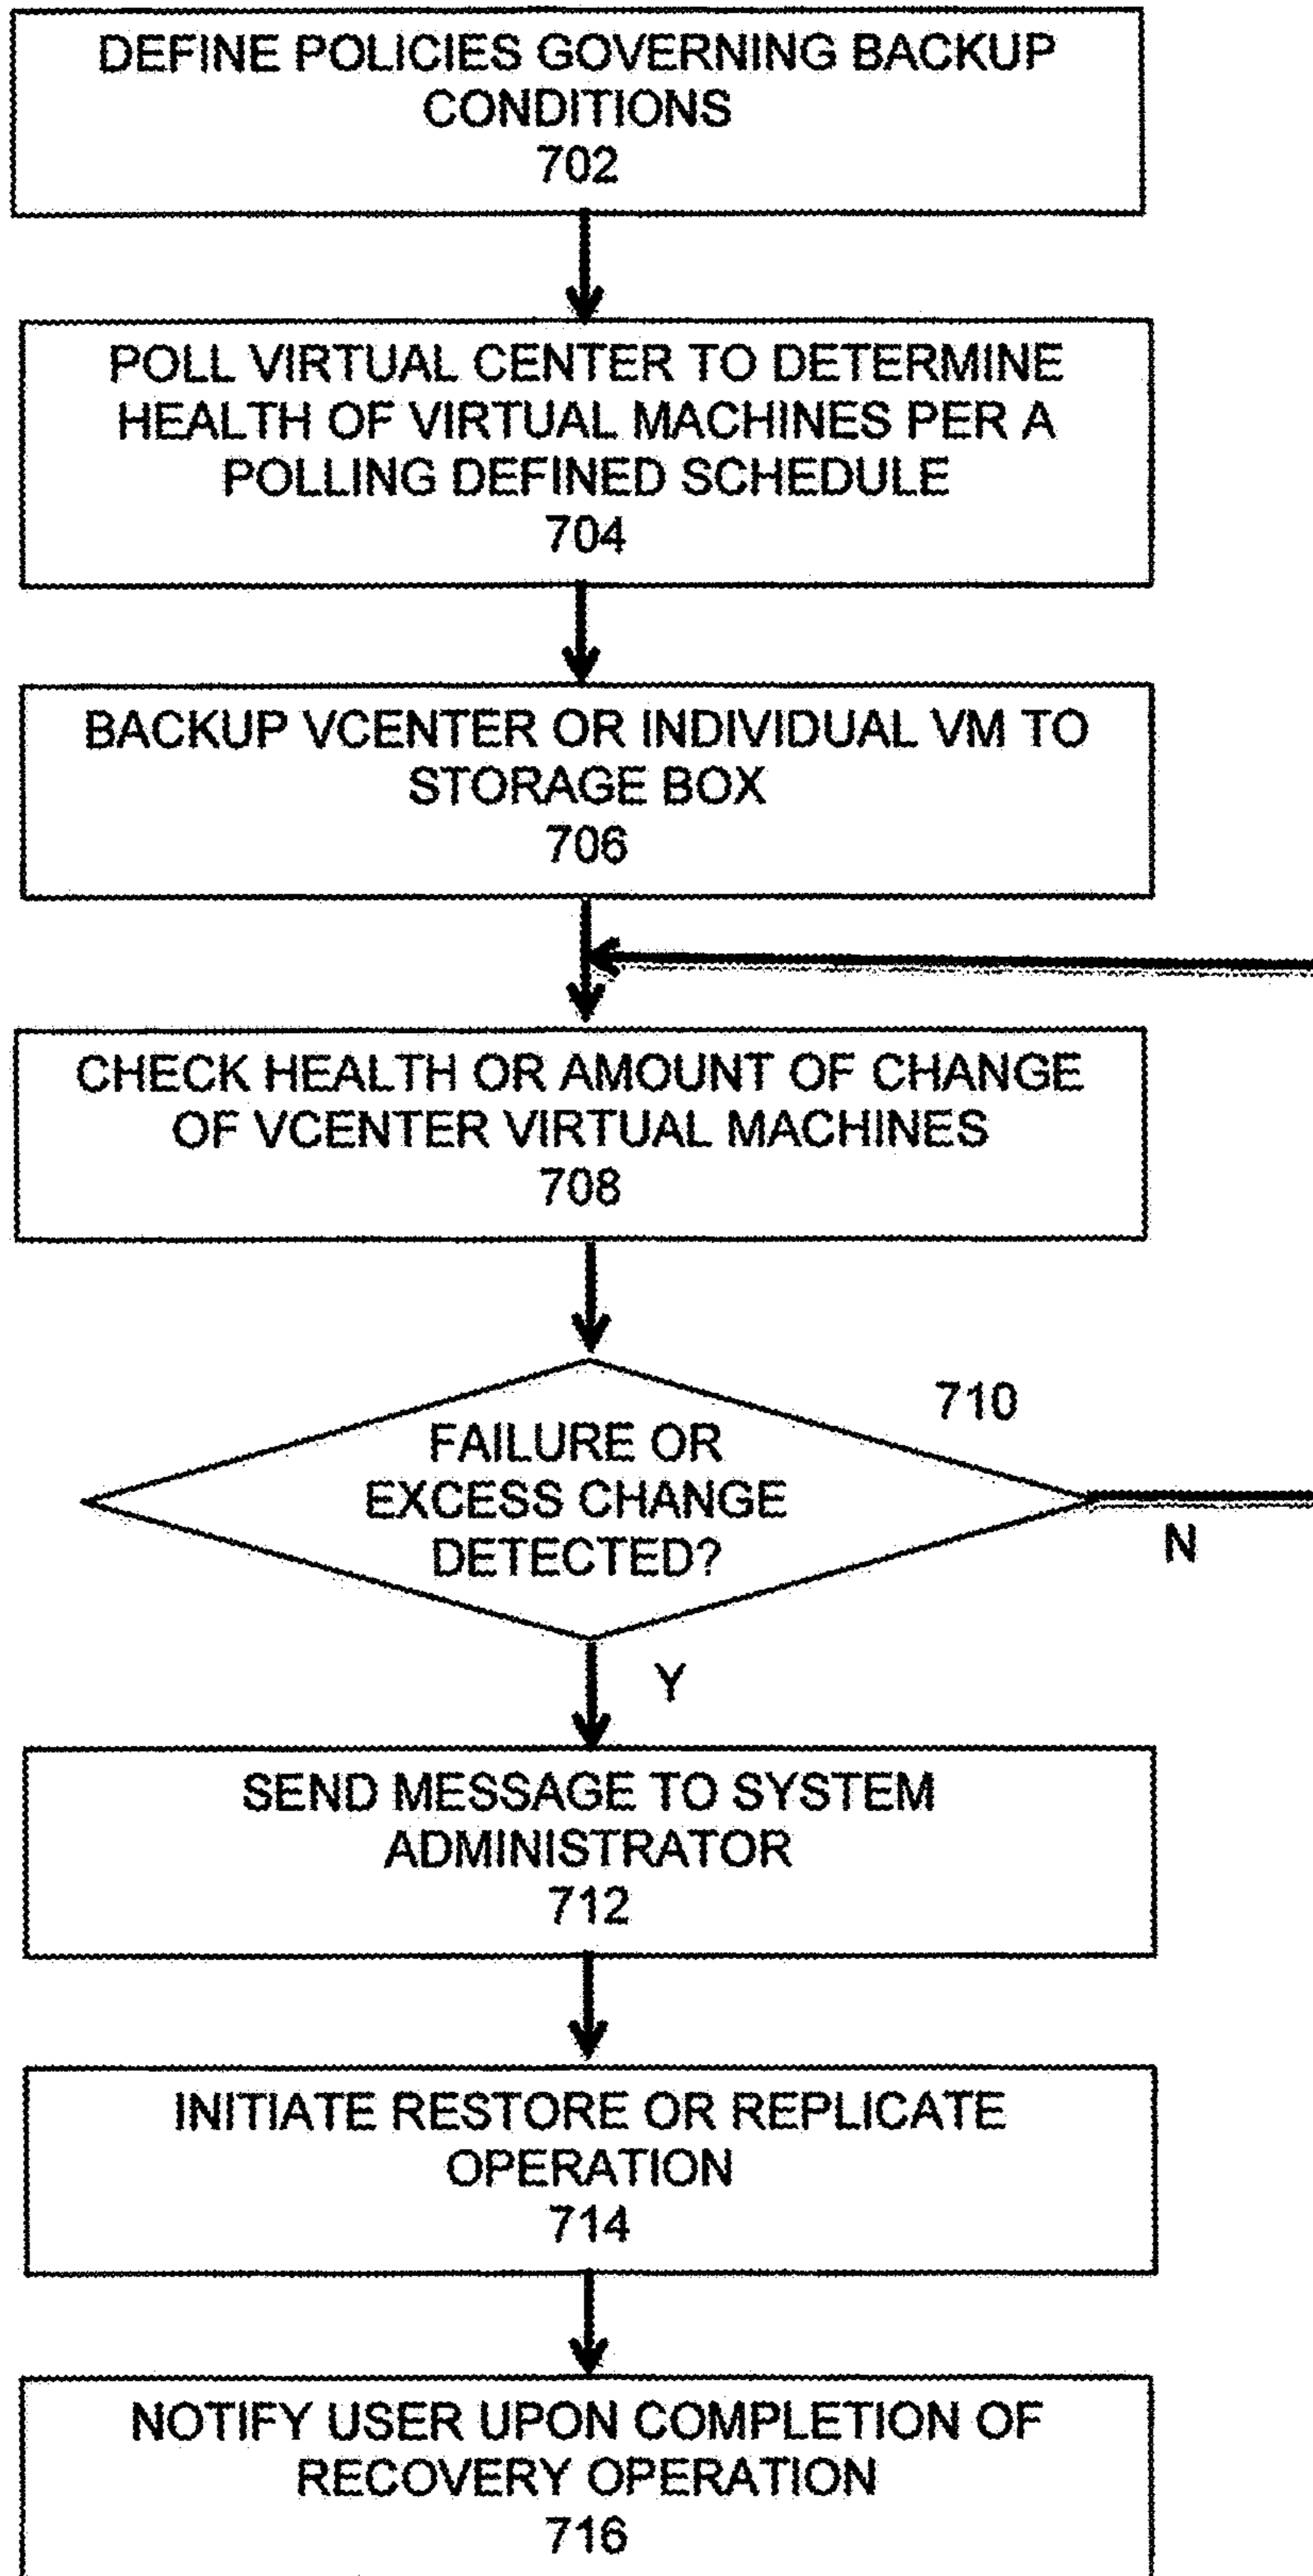 DEFINE POLICIES GOVERNING BACKUP
CONDITIONS
702
POLL VIRTUAL CENTER TO DETERMINE
HEALTH OF VIRTUAL MACHINES PER A
POLLING DEFINED SCHEDULE
704
BACKUP VCENTER OR INDIVIDUAL VM TO
STORAGE BOX
706
CHECK HEALTH OR AMOUNT OF CHANGE
OF VCENTER VIRTUAL MACHINES
708
710
FAILURE OR
EXCESS CHANGE
DETECTED?
N
Y
SEND MESSAGE TO SYSTEM
ADMINISTRATOR
712
INITIATE RESTORE OR REPLICATE
OPERATION
714
NOTIFY USER UPON COMPLETION OF
RECOVERY OPERATION
716